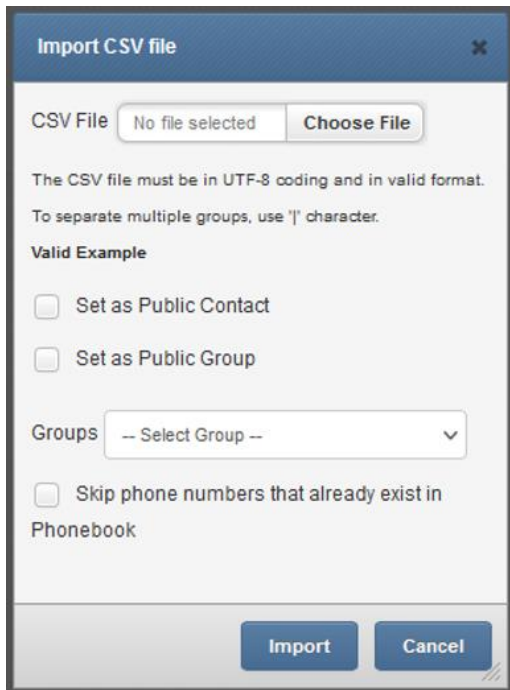 Import CSV file
CSV File No file selected Choose File
The CSV file must be in UTF-8 coding and in valid format.
To separate multiple groups, use '|' character.
Valid Example
Set as Public Contact
Set as Public Group
Groups -- Select Group --
Skip phone numbers that already exist in
Phonebook
Import Cancel